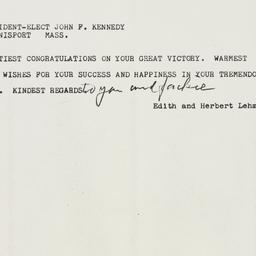 IDENT-ELECT JOHN F. KENNEDY
NISPORT MASS.
TIEST CONGRATULATIONS ON YOUR GREAT VICTORY. WARMEST
WISHES FOR YOUR SUCCESS AND HAPPINESS IN YOUR TREMENDO
. KINDEST REGARDS to you and Jackie
Edith and Herbert Lehm